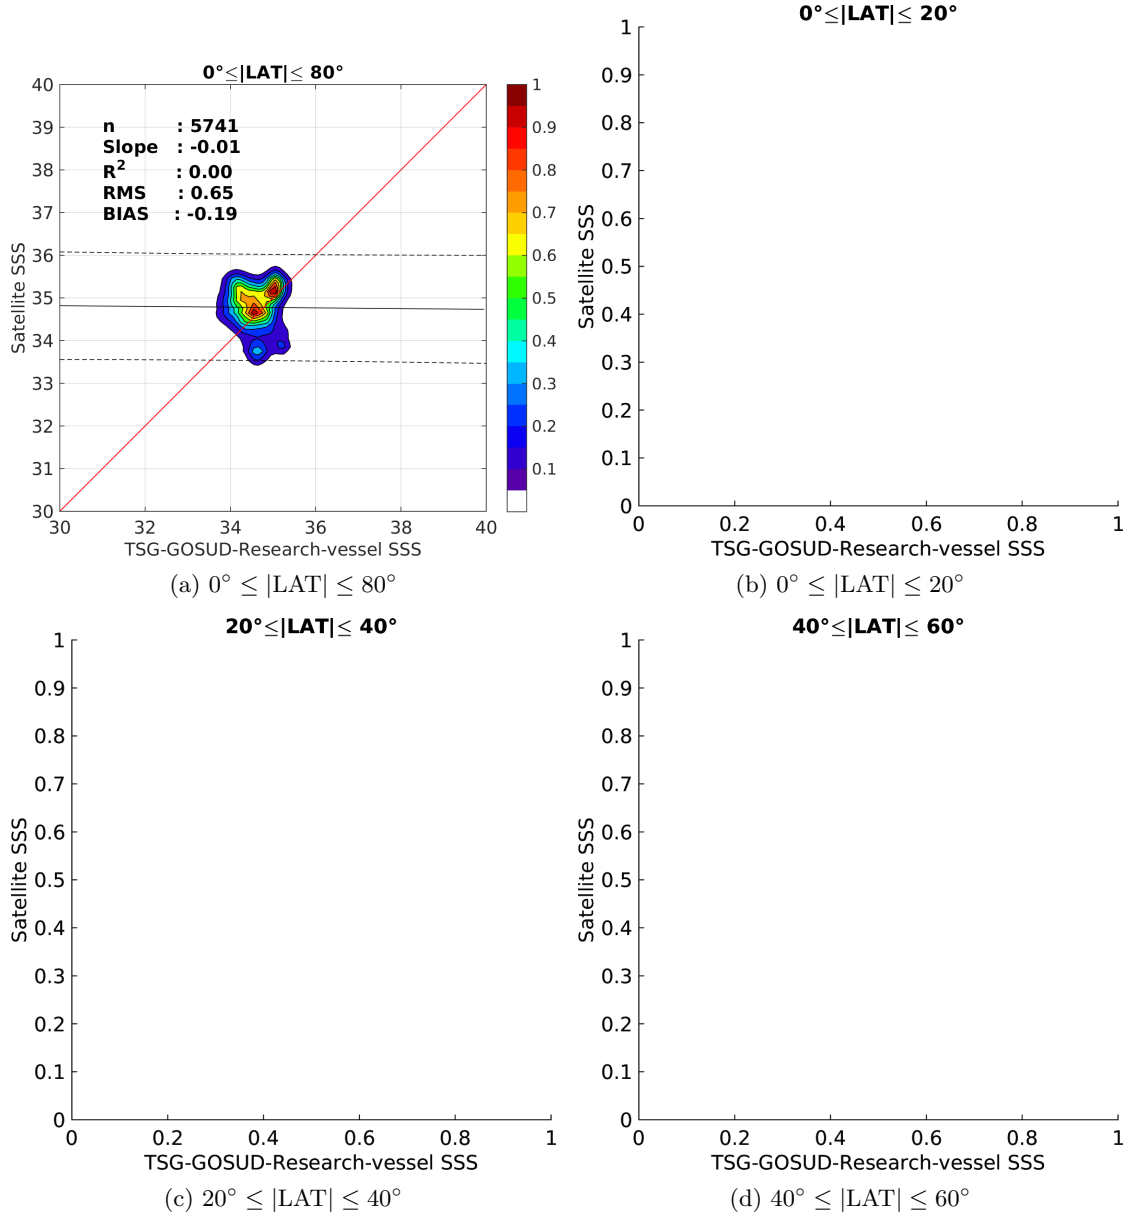 0°≤|LAT|≤ 80°
40
39
38
37
36
35
34
33
32
31
30
30 32 34 36 38 40
Satellite SSS
TSG-GOSUD-Research-vessel SSS
n : 5741
Slope : -0.01
R² : 0.00
RMS : 0.65
BIAS : -0.19
1
0.9
0.8
0.7
0.6
0.5
0.4
0.3
0.2
0.1
(a) 0° ≤ |LAT| ≤ 80°
0°≤|LAT|≤ 20°
1
0.9
0.8
0.7
0.6
0.5
0.4
0.3
0.2
0.1
0
0 0.2 0.4 0.6 0.8 1
Satellite SSS
TSG-GOSUD-Research-vessel SSS
(b) 0° ≤ |LAT| ≤ 20°
20°≤|LAT|≤ 40°
1
0.9
0.8
0.7
0.6
0.5
0.4
0.3
0.2
0.1
0
0 0.2 0.4 0.6 0.8 1
Satellite SSS
TSG-GOSUD-Research-vessel SSS
(c) 20° ≤ |LAT| ≤ 40°
40°≤|LAT|≤ 60°
1
0.9
0.8
0.7
0.6
0.5
0.4
0.3
0.2
0.1
0
0 0.2 0.4 0.6 0.8 1
Satellite SSS
TSG-GOSUD-Research-vessel SSS
(d) 40° ≤ |LAT| ≤ 60°